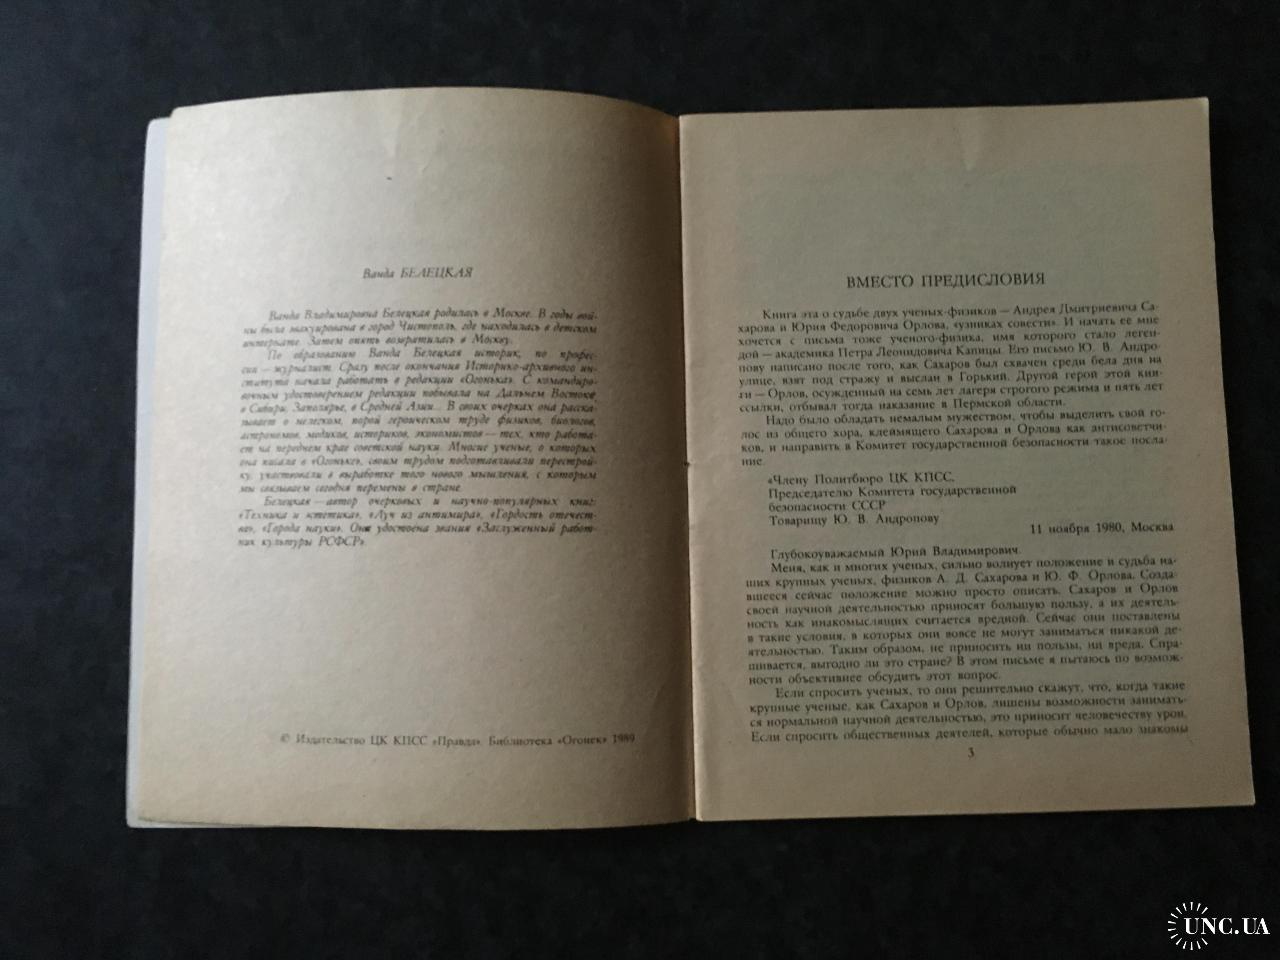 Ванда БЕЛЕЦКАЯ
Ванда Владимировна Белецкая родилась в Москве. В годы вой-
ны была эвакуирована в город Чистополь, где находилась в детском
интернате. Затем опять возвратилась в Москву.
По образованию Ванда Белецкая историк, по профес-
сии — журналист. Сразу после окончания Историко-архивного ин-
ститута начала работать в редакции «Огонька». С командиро-
вочным удостоверением редакции побывала на Дальнем Востоке,
в Сибири, Заполярье, в Средней Азии... В своих очерках она расска-
зывает о нелегком, порой героическом труде физиков, биологов,
астрономов, медиков, историков, экономистов — тех, кто работа-
ет на переднем крае советской науки. Многие ученые, о которых
она писала в «Огоньке», своим трудом подготавливали перестрой-
ку, участвовали в выработке того нового мышления, с которым
мы связываем сегодня перемены в стране.
Белецкая — автор очерковых и научно-популярных книг:
«Техника и эстетика», «Луч из антимира», «Гордость отечест-
ва», «Города науки». Она удостоена звания «Заслуженный работ-
ник культуры РСФСР».
© Издательство ЦК КПСС «Правда». Библиотека «Огонек» 1989
ВМЕСТО ПРЕДИСЛОВИЯ
Книга эта о судьбе двух ученых-физиков — Андрея Дмитриевича Са-
харова и Юрия Федоровича Орлова, «узниках совести». И начать ее мне
хочется с письма тоже ученого-физика, имя которого стало леген-
дой — академика Петра Леонидовича Капицы. Его письмо Ю. В. Андро-
пову написано после того, как Сахаров был схвачен среди бела дня на
улице, взят под стражу и выслан в Горький. Другой герой этой кни-
ги — Орлов, осужденный на семь лет лагеря строгого режима и пять лет
ссылки, отбывал тогда наказание в Пермской области.
Надо было обладать немалым мужеством, чтобы выделить свой го-
лос из общего хора, клеймящего Сахарова и Орлова как антисоветчи-
ков, и направить в Комитет государственной безопасности такое посла-
ние.
«Члену Политбюро ЦК КПСС,
Председателю Комитета государственной
безопасности СССР
Товарищу Ю. В. Андропову
11 ноября 1980, Москва
Глубокоуважаемый Юрий Владимирович.
Меня, как и многих ученых, сильно волнует положение и судьба на-
ших крупных ученых, физиков А. Д. Сахарова и Ю. Ф. Орлова. Созда-
вшееся сейчас положение можно просто описать. Сахаров и Орлов
своей научной деятельностью приносят большую пользу, а их деятель-
ность как инакомыслящих считается вредной. Сейчас они поставлены
в такие условия, в которых они вовсе не могут заниматься никакой де-
ятельностью. Таким образом, не приносить ни пользы, ни вреда. Спра-
шивается, выгодно ли это стране? В этом письме я пытаюсь по возмож-
ности объективнее обсудить этот вопрос.
Если спросить ученых, то они решительно скажут, что, когда такие
крупные ученые, как Сахаров и Орлов, лишены возможности занимать-
ся нормальной научной деятельностью, это приносит человечеству урон.
Если спросить общественных деятелей, которые обычно мало знакомы
3
UNC.UA